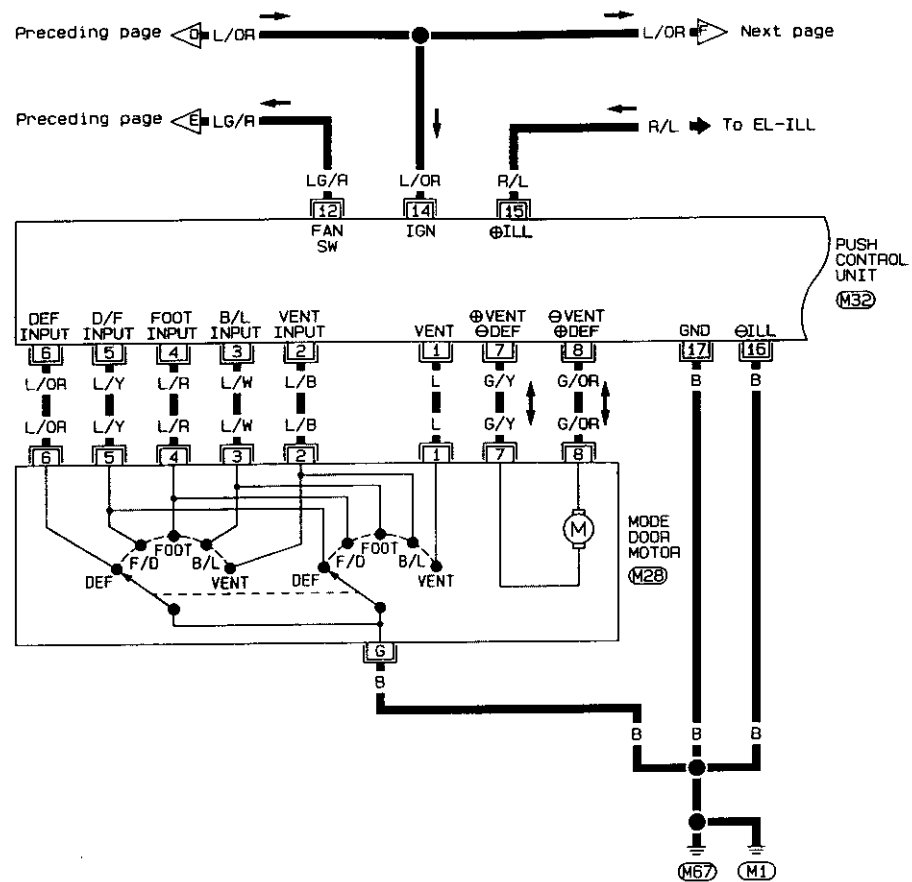 Preceding page D L/OR L/OR F Next page
Preceding page E LG/R R/L To EL-ILL
LG/R L/OR R/L
12 14 15
FAN SW IGN ⊕ILL
PUSH CONTROL UNIT
M32
DEF INPUT D/F INPUT FOOT INPUT B/L INPUT VENT INPUT VENT ⊕VENT ⊖DEF ⊖VENT ⊕DEF GND ⊖ILL
6 5 4 3 2 1 7 8 17 16
L/OR L/Y L/R L/W L/B L G/Y G/OR B B
L/OR L/Y L/R L/W L/B L G/Y G/OR
6 5 4 3 2 1 7 8
M
MODE DOOR MOTOR
M28
DEF F/D FOOT B/L VENT DEF F/D FOOT B/L VENT
G
B
B B B
M67 M1